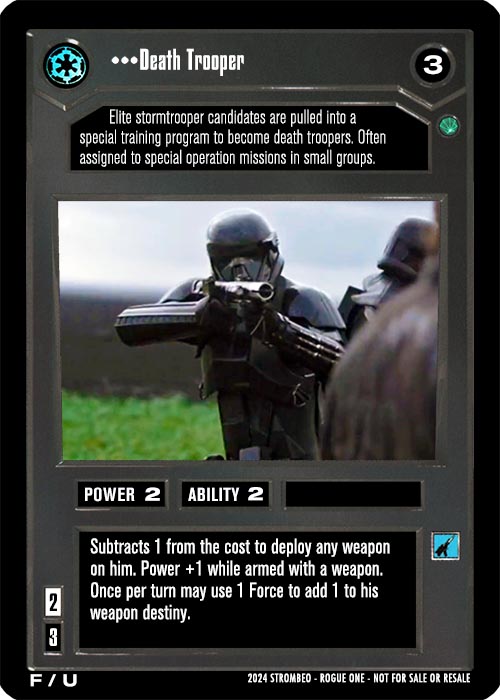 •••Death Trooper
3
Elite stormtrooper candidates are pulled into a
special training program to become death troopers. Often
assigned to special operation missions in small groups.
POWER 2
ABILITY 2
Subtracts 1 from the cost to deploy any weapon
on him. Power +1 while armed with a weapon.
Once per turn may use 1 Force to add 1 to his
weapon destiny.
2
3
F / U
2024 STROMBEO - ROGUE ONE - NOT FOR SALE OR RESALE